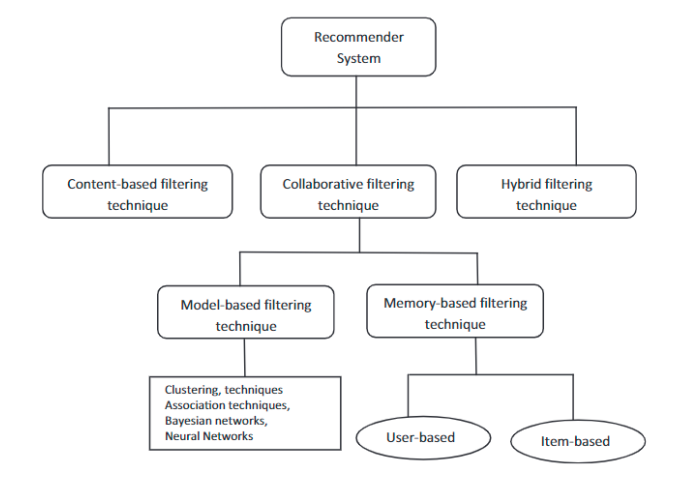 Recommender
System
Content-based filtering
technique
Collaborative filtering
technique
Hybrid filtering
technique
Model-based filtering
technique
Memory-based filtering
technique
Clustering, techniques
Association techniques,
Bayesian networks,
Neural Networks
User-based
Item-based